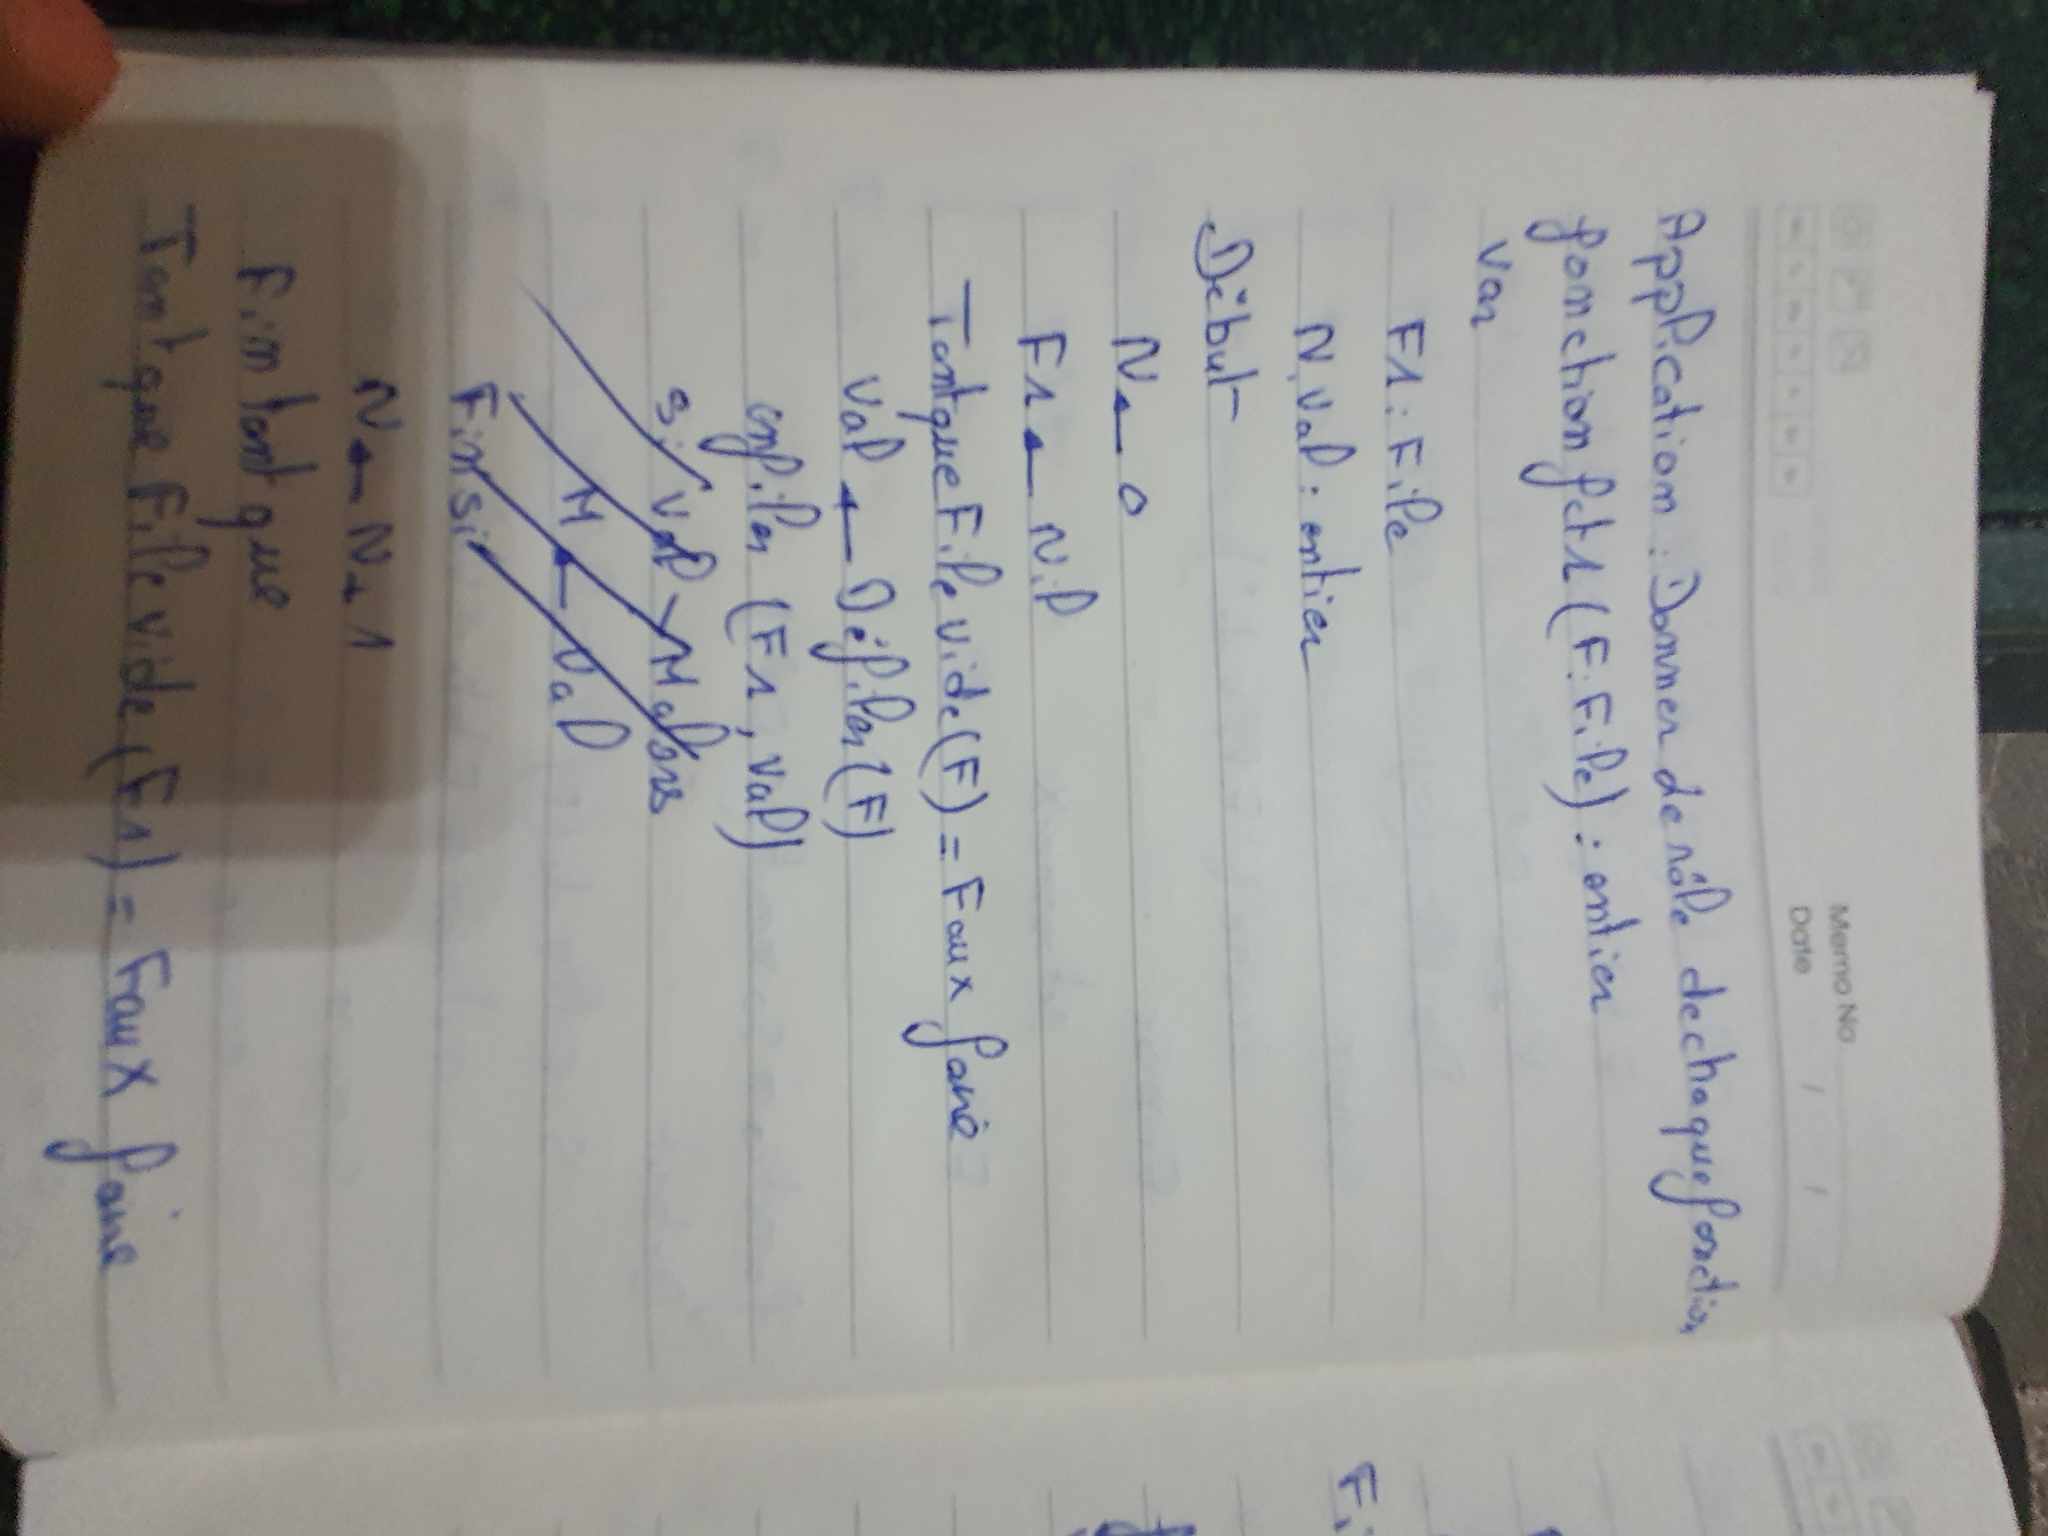 Memo No
Date / /
Application : Donner de rôle de chaque fonction
fonction fct1 (F: File) : entier
Var
F1 : File
N, val : entier
Début
N ← 0
F1 ← Nil
Tant que File vide (F) = Faux faire
Val ← Défiler (F)
enfiler (F1, Val)
Si Val > M alors
M ← Val
Finsi
N ← N + 1
Fin tant que
Tant que File vide (F1) = Faux faire